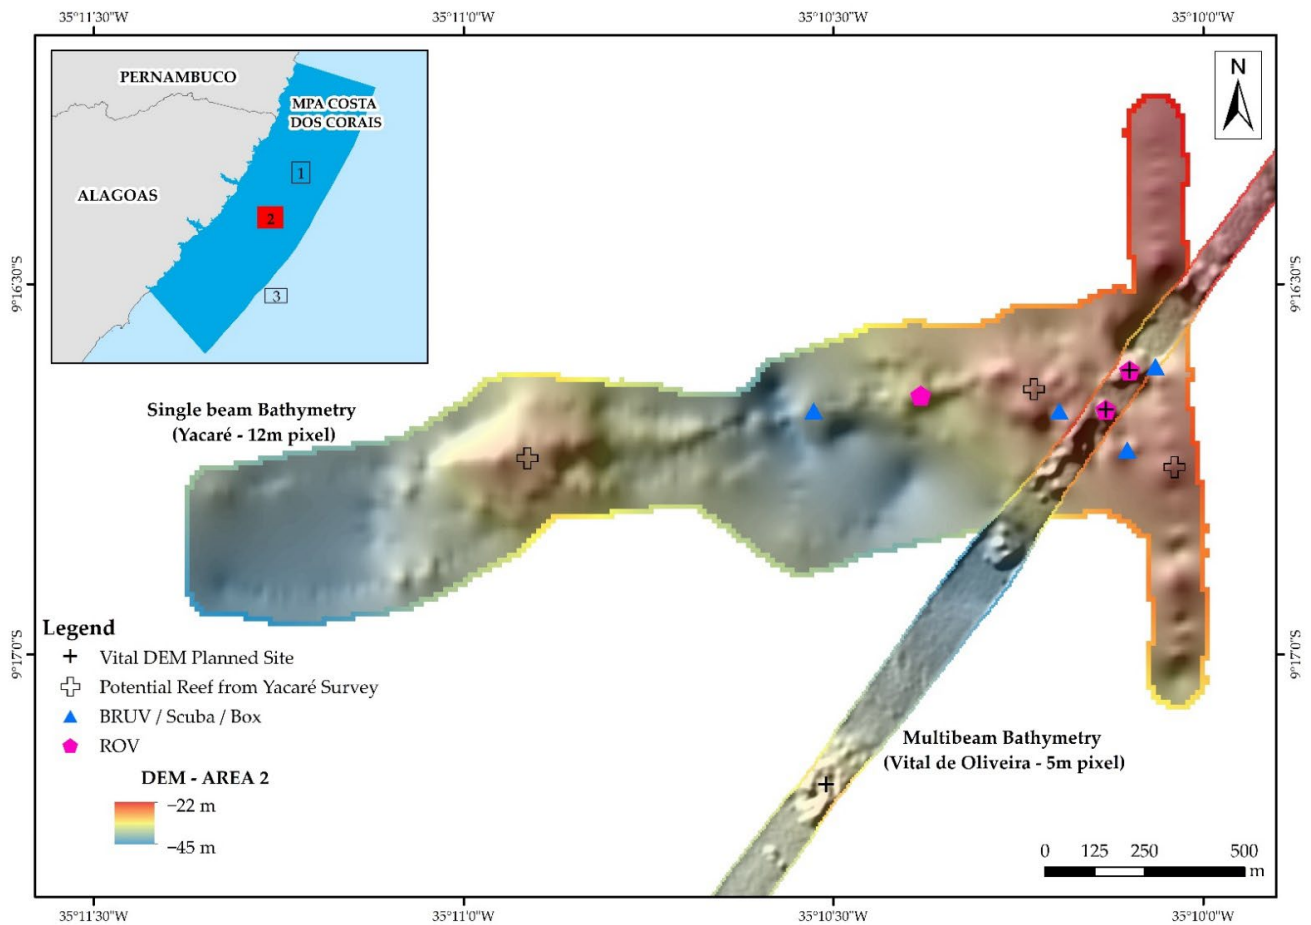 35°11'30"W
35°11'0"W
35°10'30"W
35°10'0"W
PERNAMBUCO
MPA COSTA
DOS CORAIS
ALAGOAS
1
2
3
N
9°16'30"S
9°16'30"S
Single beam Bathymetry
(Yacaré - 12m pixel)
Legend
Vital DEM Planned Site
Potential Reef from Yacaré Survey
BRUV / Scuba / Box
ROV
DEM - AREA 2
−22 m
−45 m
9°17'0"S
9°17'0"S
Multibeam Bathymetry
(Vital de Oliveira - 5m pixel)
0 125 250 500
m
35°11'30"W
35°11'0"W
35°10'30"W
35°10'0"W